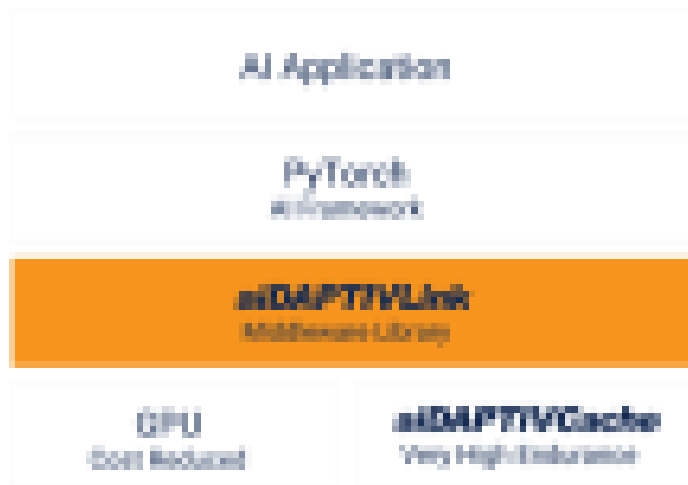 AI Application
PyTorch
AI Framework
aiDAPTIVLink
Middleware Library
GPU
Cost Reduced
aiDAPTIVCache
Very High Endurance